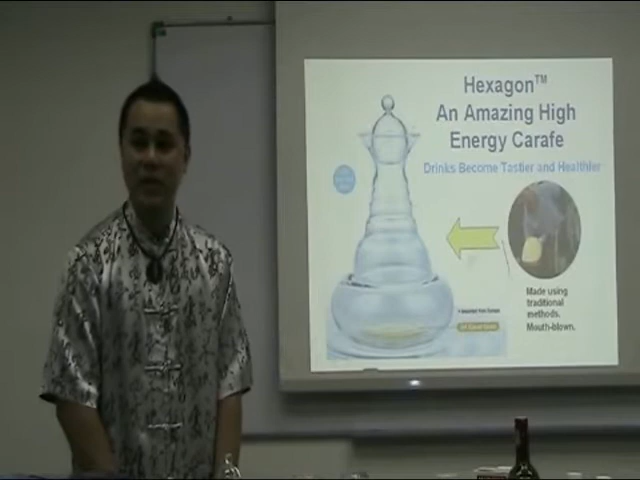 Hexagon™
An Amazing High
Energy Carafe
Drinks Become Tastier and Healthier
Made using
traditional
methods.
Mouth-blown.